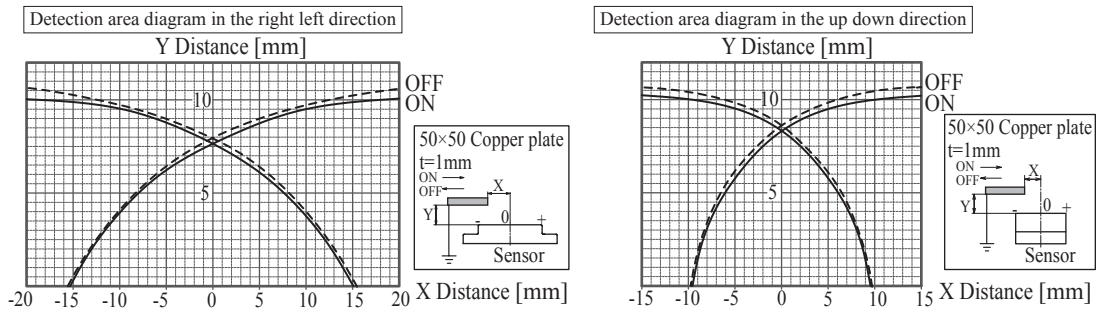 Detection area diagram in the right left direction
Y Distance [mm]
OFF
ON
10
5
-20 -15 -10 -5 0 5 10 15 20
X Distance [mm]
50×50 Copper plate
t=1mm
ON
OFF
X
Y
- 0 +
Sensor
Detection area diagram in the up down direction
Y Distance [mm]
OFF
ON
10
5
-15 -10 -5 0 5 10 15
X Distance [mm]
50×50 Copper plate
t=1mm
ON
OFF
X
Y
- 0 +
Sensor